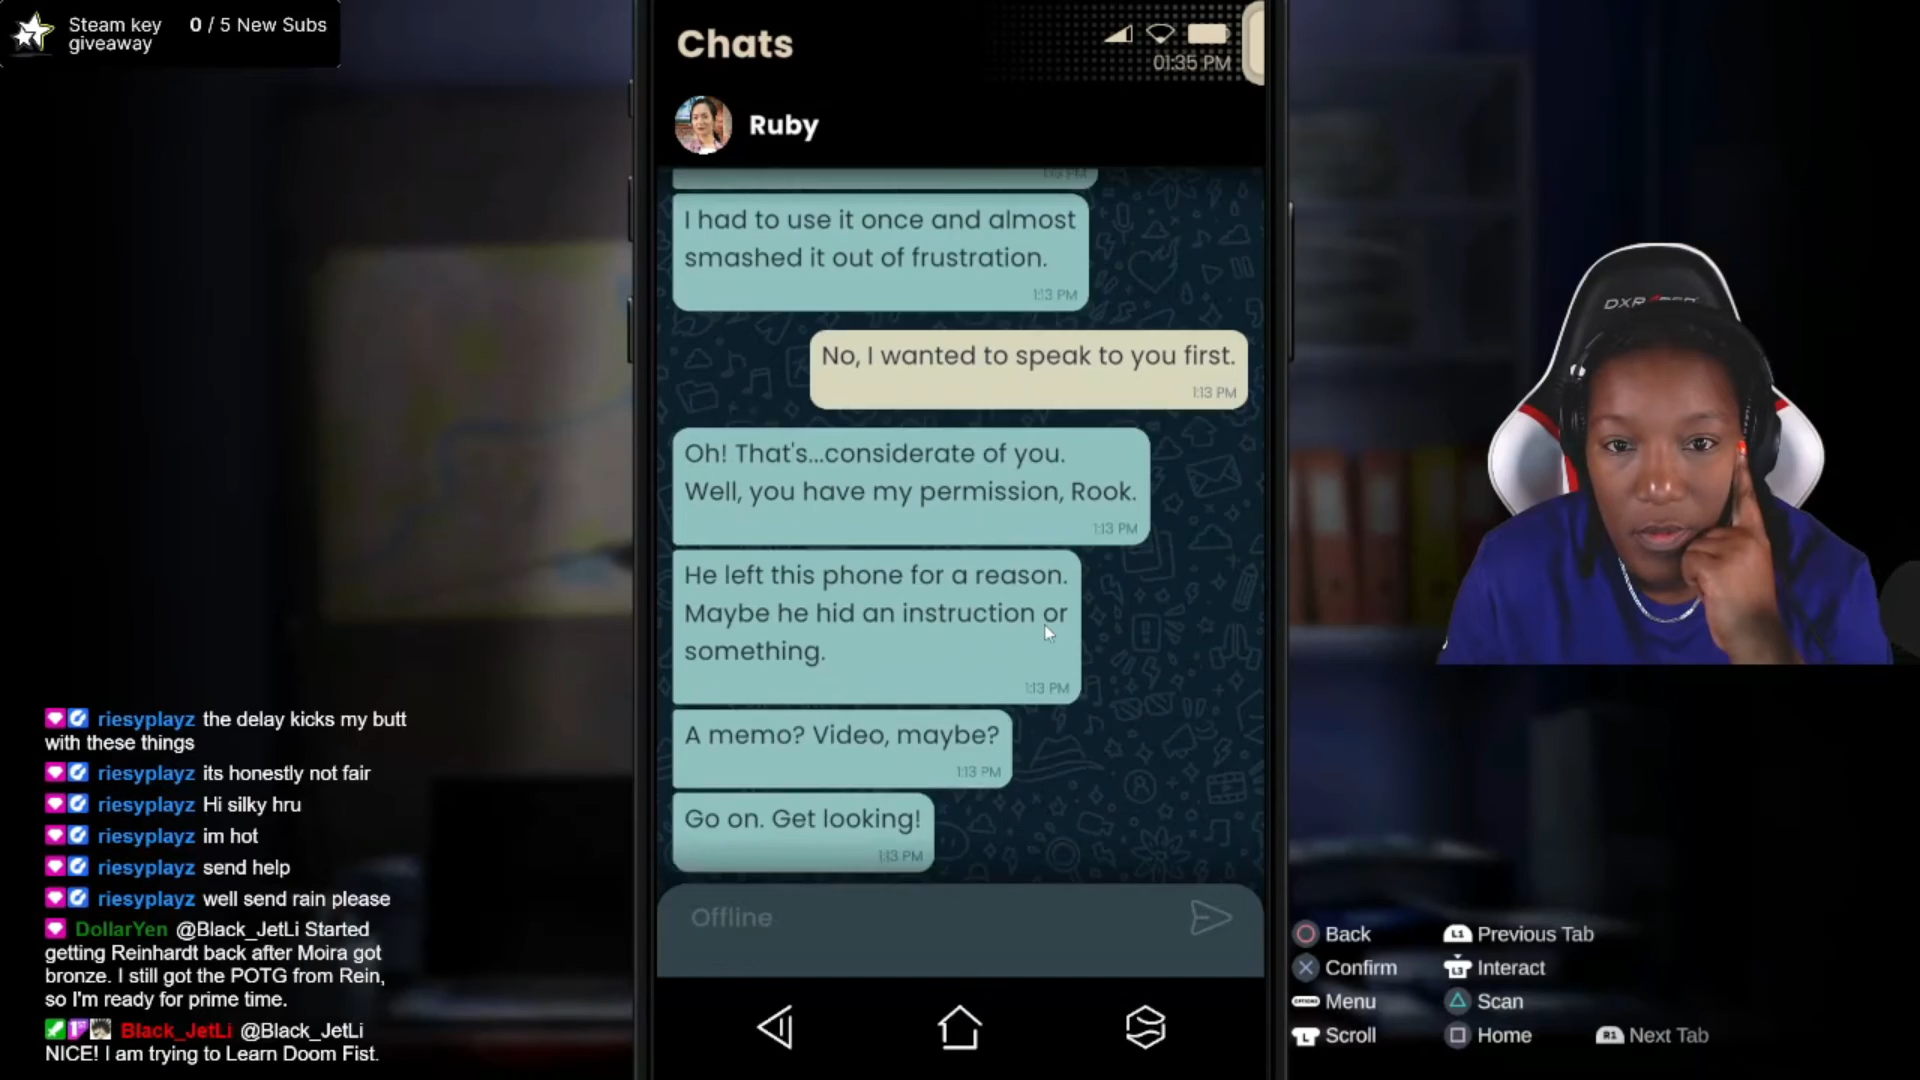 Steam key
giveaway
0 / 5 New Subs
Chats
01:35 PM
Ruby
1:13 PM
I had to use it once and almost
smashed it out of frustration.
1:13 PM
No, I wanted to speak to you first.
1:13 PM
Oh! That's...considerate of you.
Well, you have my permission, Rook.
1:13 PM
He left this phone for a reason.
Maybe he hid an instruction or
something.
1:13 PM
A memo? Video, maybe?
1:13 PM
Go on. Get looking!
1:13 PM
Offline
riesyplayz the delay kicks my butt
with these things
riesyplayz its honestly not fair
riesyplayz Hi silky hru
riesyplayz im hot
riesyplayz send help
riesyplayz well send rain please
DollarYen @Black_JetLi Started
getting Reinhardt back after Moira got
bronze. I still got the POTG from Rein,
so I'm ready for prime time.
Black_JetLi @Black_JetLi
NICE! I am trying to Learn Doom Fist.
Back
L1 Previous Tab
Confirm
L3 Interact
OPTIONS Menu
Scan
L Scroll
Home
R1 Next Tab